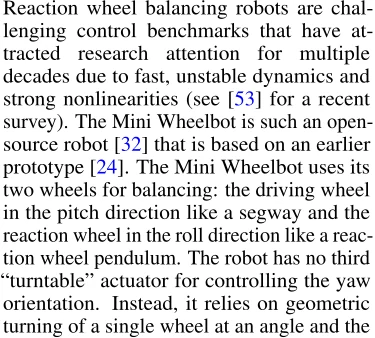 Reaction wheel balancing robots are chal-
lenging control benchmarks that have at-
tracted research attention for multiple
decades due to fast, unstable dynamics and
strong nonlinearities (see [53] for a recent
survey). The Mini Wheelbot is such an open-
source robot [32] that is based on an earlier
prototype [24]. The Mini Wheelbot uses its
two wheels for balancing: the driving wheel
in the pitch direction like a segway and the
reaction wheel in the roll direction like a reac-
tion wheel pendulum. The robot has no third
“turntable” actuator for controlling the yaw
orientation. Instead, it relies on geometric
turning of a single wheel at an angle and the